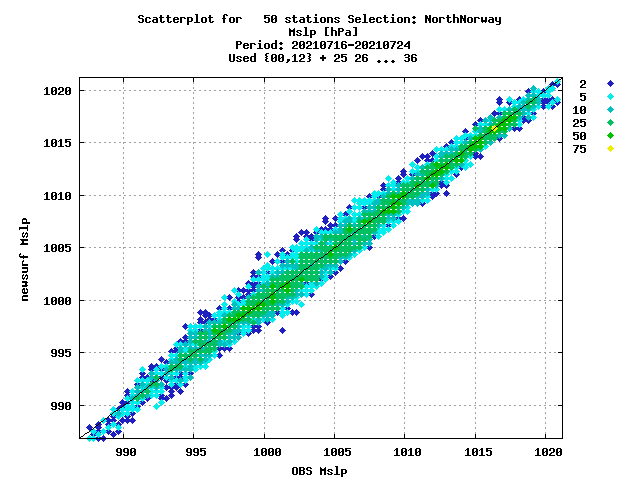 Scatterplot for   50 stations Selection: NorthNorway
Mslp [hPa]
Period: 20210716-20210724
Used {00,12} + 25 26 ... 36
2
5
10
25
50
75
1020
1015
1010
1005
1000
995
990
newsurf Mslp
990 995 1000 1005 1010 1015 1020
OBS Mslp